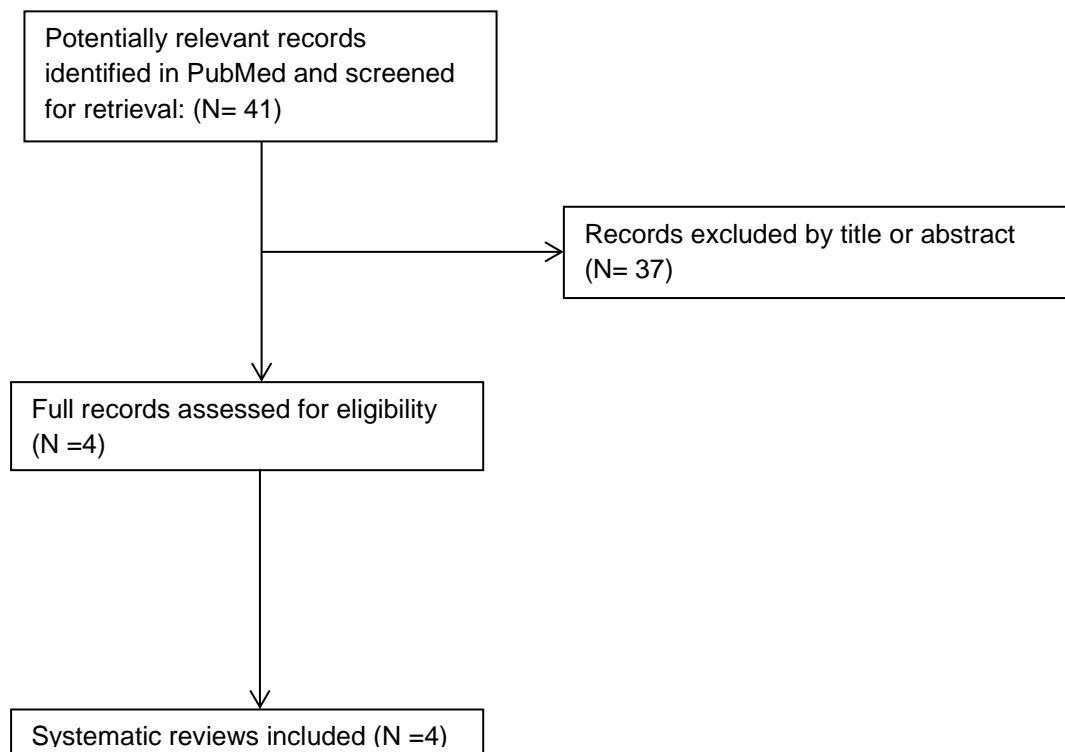 Potentially relevant records
identified in PubMed and screened
for retrieval: (N= 41)
Records excluded by title or abstract
(N= 37)
Full records assessed for eligibility
(N =4)
Systematic reviews included (N =4)